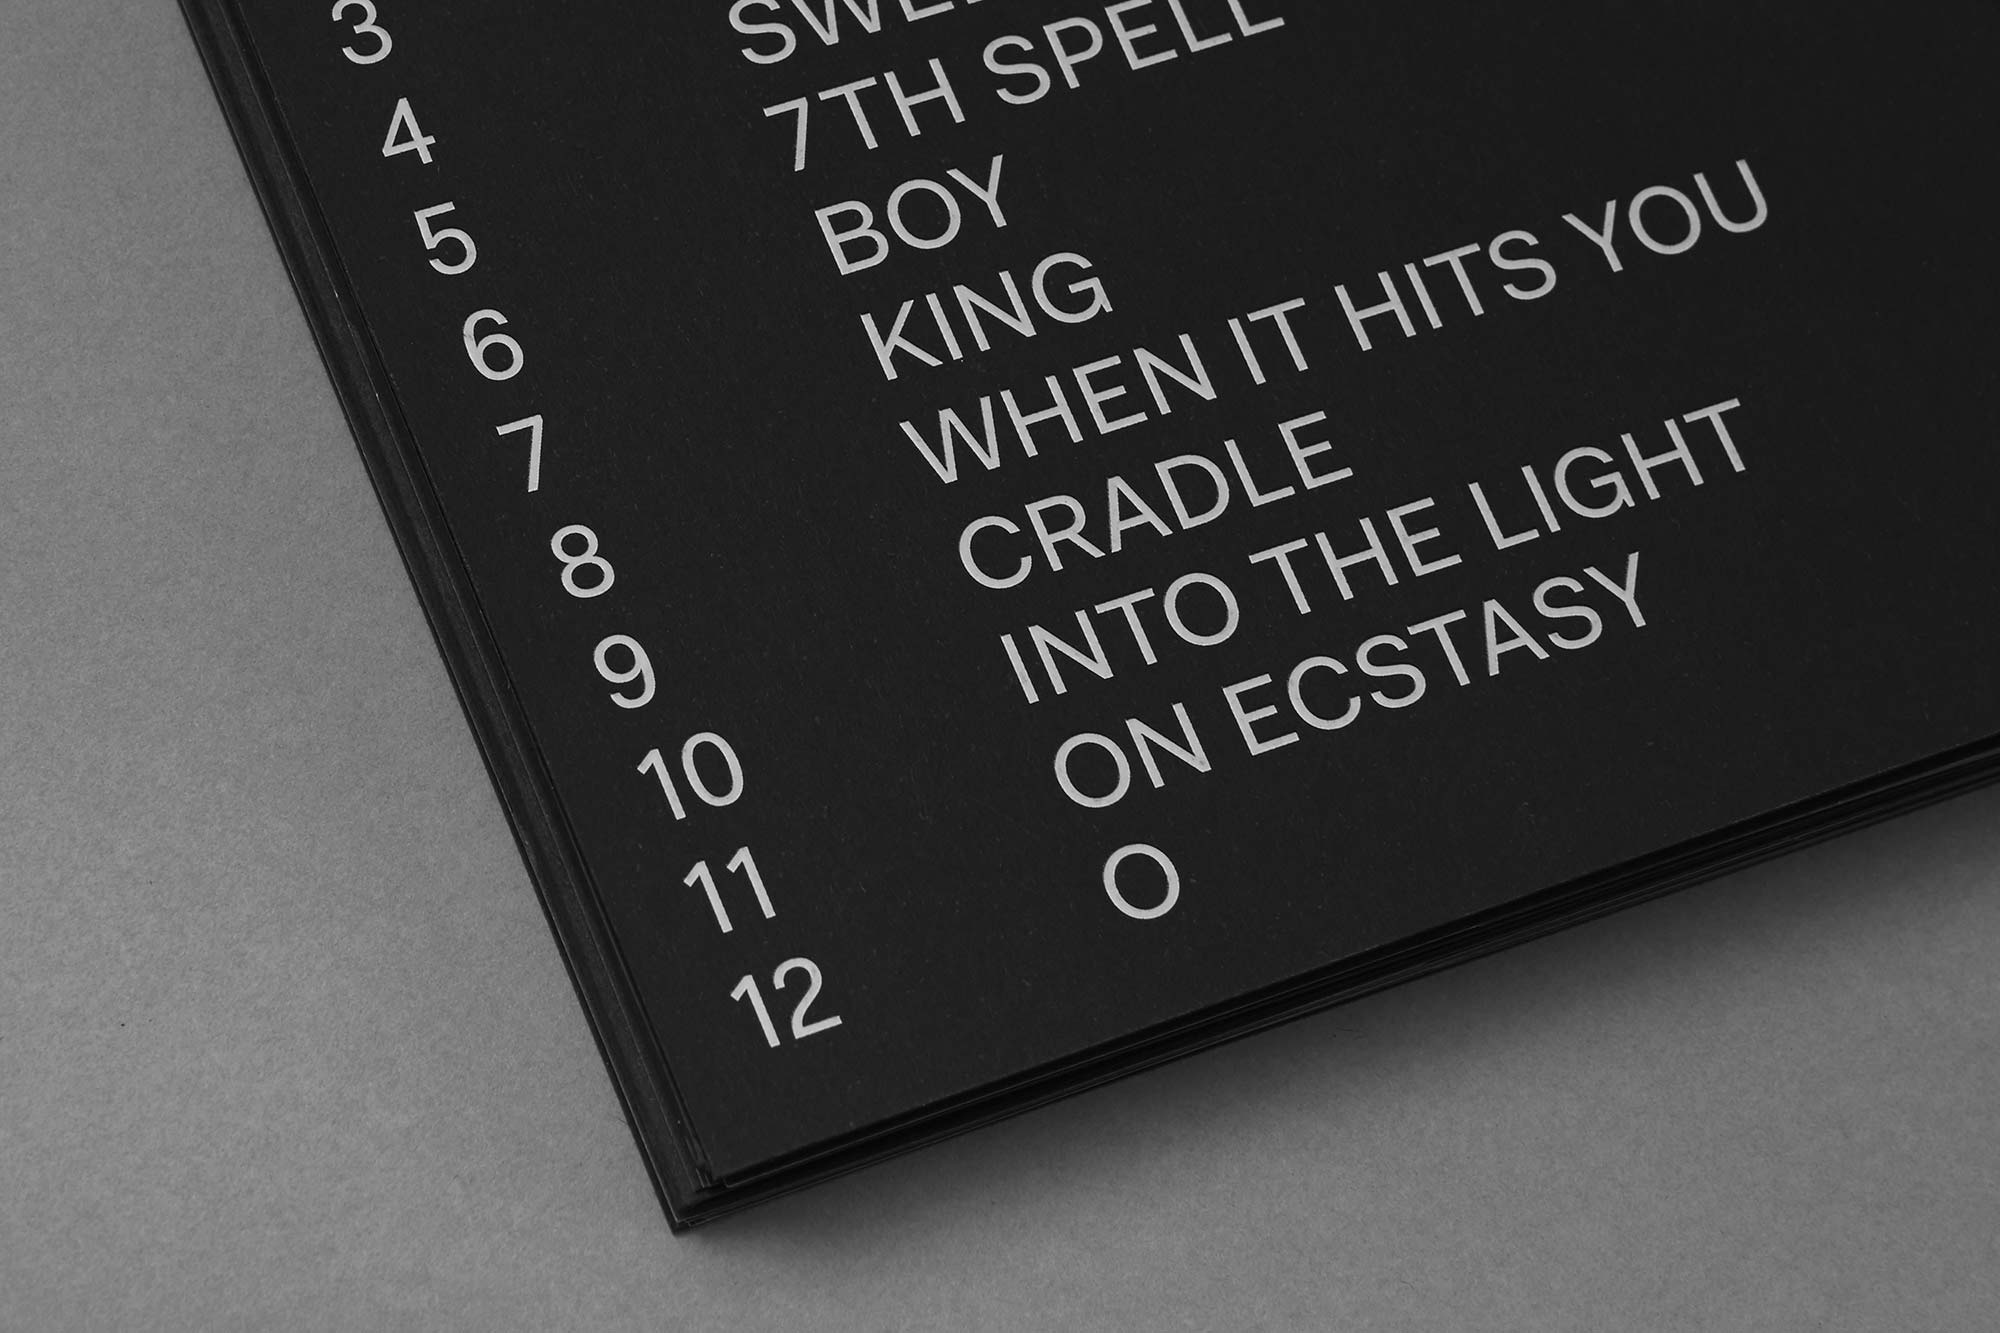 3
4
5 7TH SPELL
6 BOY
7 KING
8 WHEN IT HITS YOU
9 CRADLE
10 INTO THE LIGHT
11 ON ECSTASY
12 O